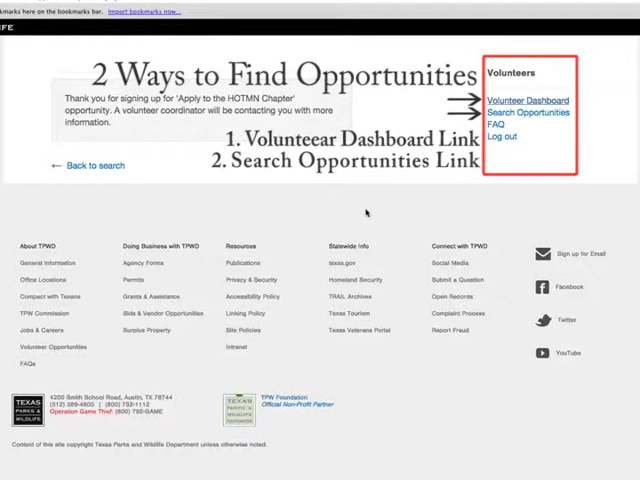 marks here on the bookmarks bar. Import bookmarks now...
IFE
2 Ways to Find Opportunities
Thank you for signing up for 'Apply to the HOTMN Chapter'
opportunity. A volunteer coordinator will be contacting you with more
information.
1. Volunteear Dashboard Link
2. Search Opportunities Link
← Back to search
Volunteers
Volunteer Dashboard
Search Opportunities
FAQ
Log out
About TPWD
General Information
Office Locations
Compact with Texans
TPW Commission
Jobs & Careers
Volunteer Opportunities
FAQs
Doing Business with TPWD
Agency Forms
Permits
Grants & Assistance
Bids & Vendor Opportunities
Surplus Property
Resources
Publications
Privacy & Security
Accessibility Policy
Linking Policy
Site Policies
Intranet
Statewide Info
texas.gov
Homeland Security
TRAIL Archives
Texas Tourism
Texas Veterans Portal
Connect with TPWD
Social Media
Submit a Question
Open Records
Complaint Process
Report Fraud
Sign up for Email
Facebook
Twitter
YouTube
TEXAS
PARKS &
WILDLIFE
4200 Smith School Road, Austin, TX 78744
(512) 389-4800 | (800) 792-1112
Operation Game Thief: (800) 792-GAME
TEXAS
PARKS &
WILDLIFE
FOUNDATION
TPW Foundation
Official Non-Profit Partner
Content of this site copyright Texas Parks and Wildlife Department unless otherwise noted.